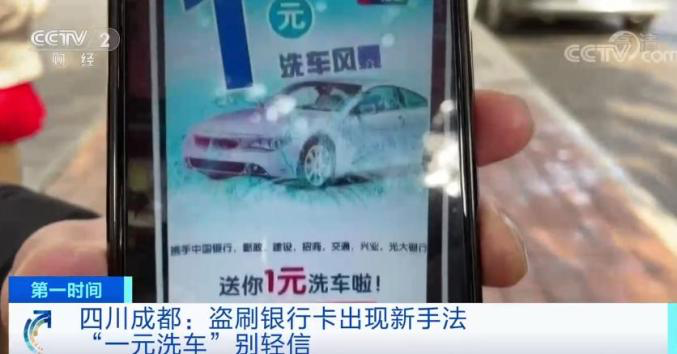 CCTV 2
财经
CCTV.com
1元
洗车风暴
携手中国银行、邮政、建设、招商、交通、兴业、光大银行
送你1元洗车啦！
第一时间
四川成都：盗刷银行卡出现新手法
“一元洗车”别轻信